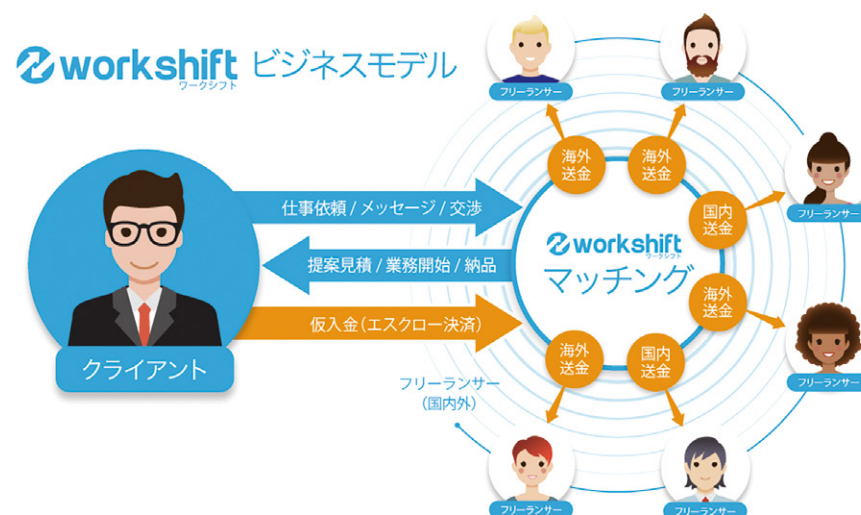 workshift ビジネスモデル
ワークシフト
フリーランサー
フリーランサー
海外
送金
海外
送金
仕事依頼 / メッセージ / 交渉
国内
送金
フリーランサー
workshift
ワークシフト
マッチング
提案見積 / 業務開始 / 納品
海外
送金
仮入金(エスクロー決済)
クライアント
海外
送金
国内
送金
フリーランサー
フリーランサー
(国内外)
フリーランサー
フリーランサー